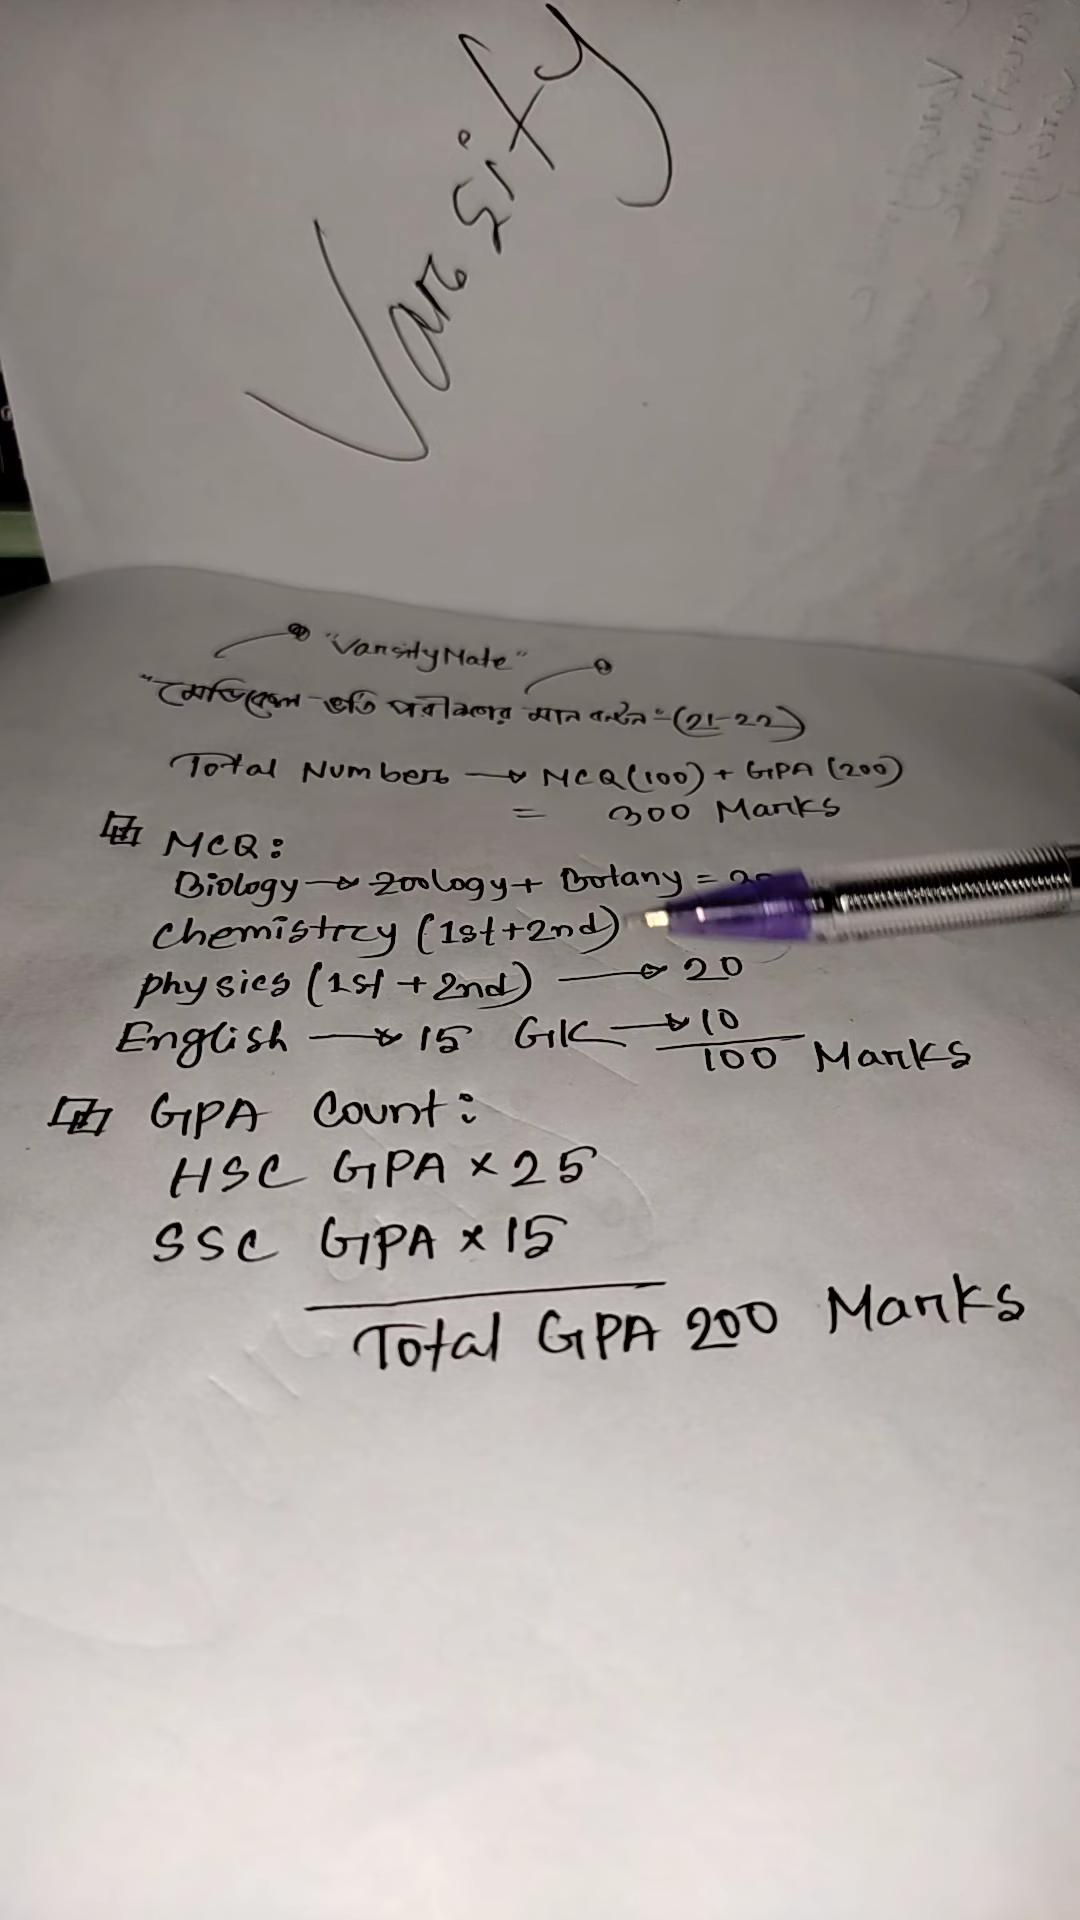 Varsity
"VarsityMate"
"মেডিকেল ভর্তি পরীক্ষার মান বন্টন:-(21-22)
Total Numbers → MCQ(100) + GPA (200)
= 300 Marks
MCQ:
Biology → Zoology + Botany =
Chemistry (1st+2nd)
physics (1st + 2nd) → 20
English → 15 GK → 10
100 Marks
GPA Count:
HSC GPA × 25
SSC GPA × 15
Total GPA 200 Marks